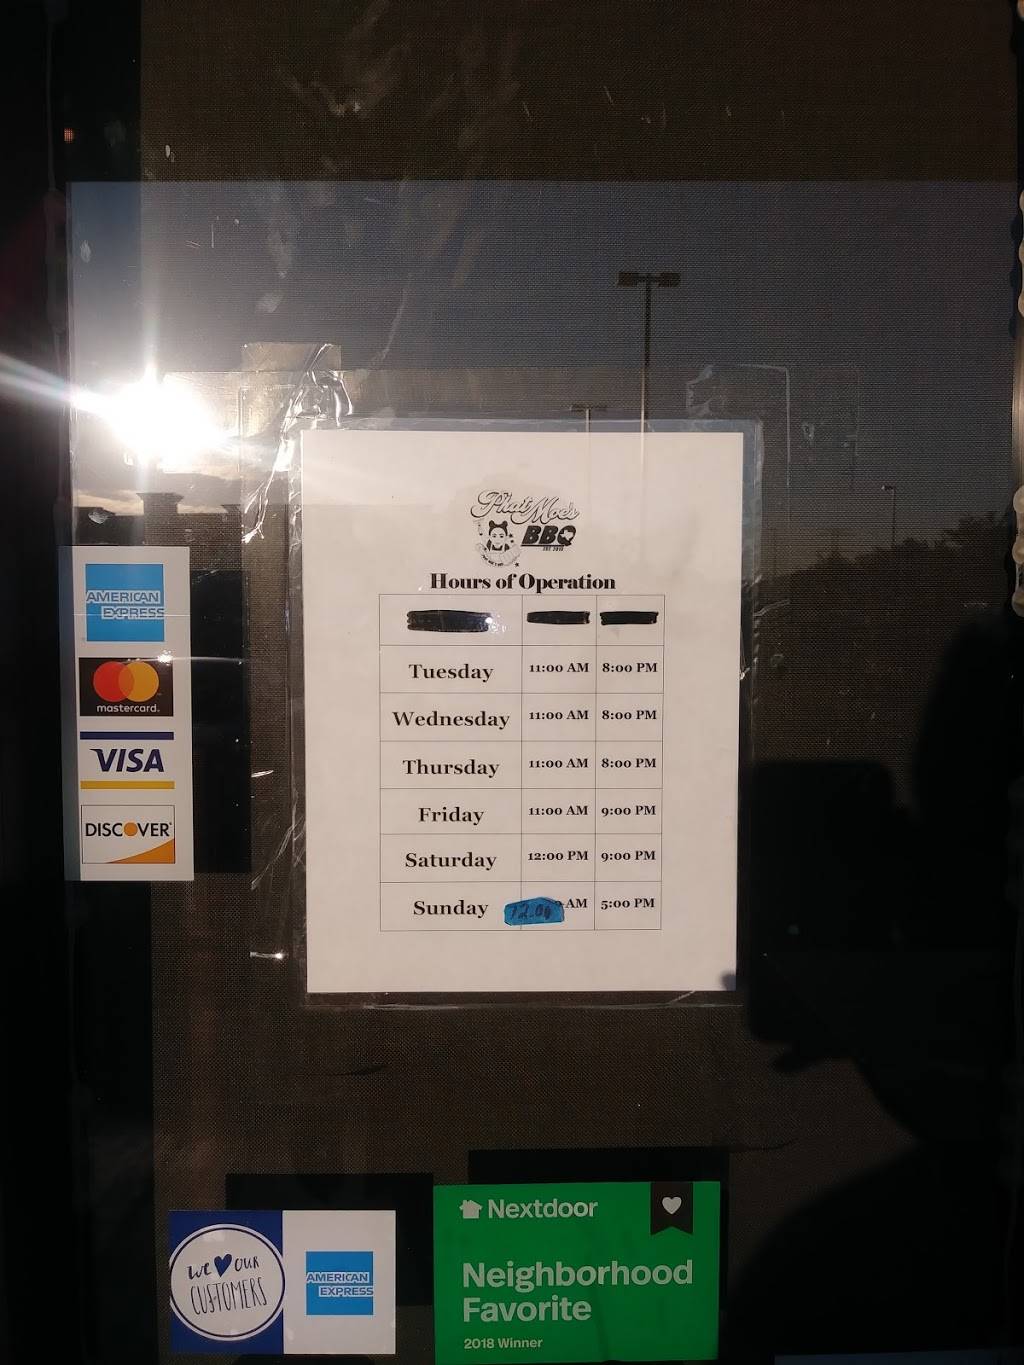 Phat Moe's
BBQ
Hours of Operation
Tuesday 11:00 AM 8:00 PM
Wednesday 11:00 AM 8:00 PM
Thursday 11:00 AM 8:00 PM
Friday 11:00 AM 9:00 PM
Saturday 12:00 PM 9:00 PM
Sunday 12:00 AM 5:00 PM
AMERICAN
EXPRESS
mastercard.
VISA
DISCOVER
WE OUR
CUSTOMERS
AMERICAN
EXPRESS
Nextdoor
Neighborhood
Favorite
2018 Winner